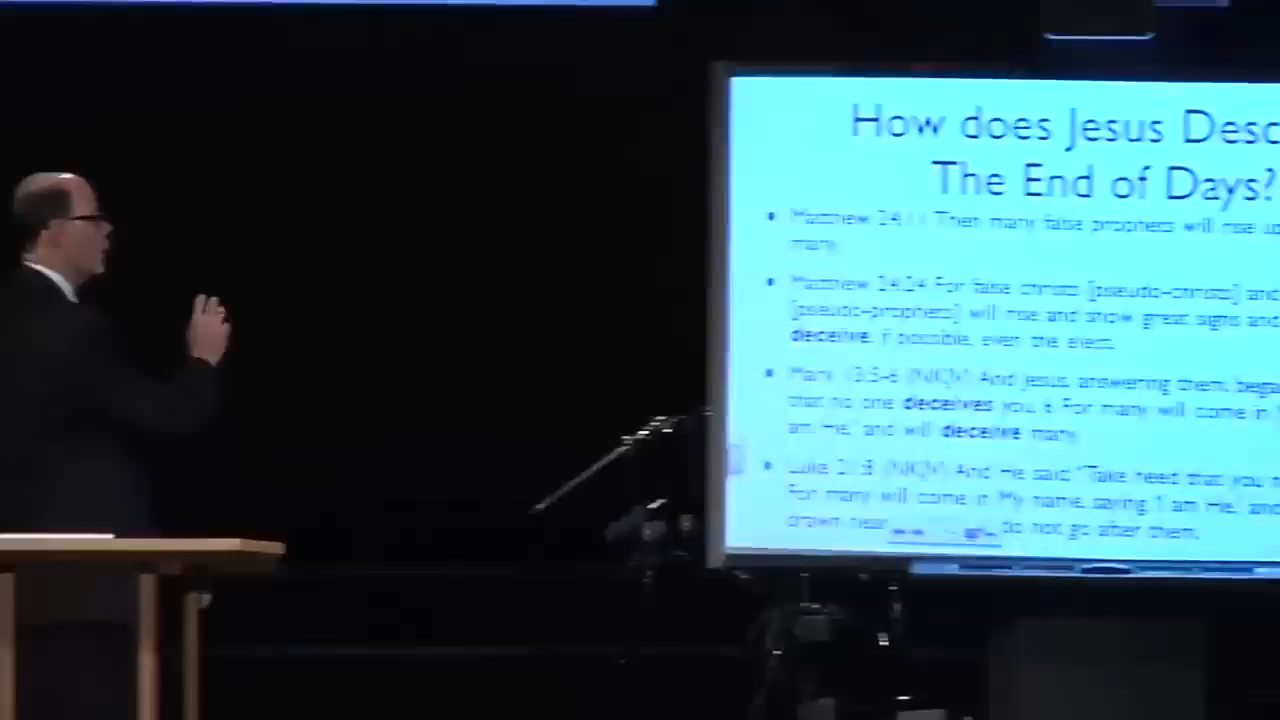 How does Jesus Desc
The End of Days?
Matthew 24:11 Then many false prophets will rise u
many.
Matthew 24:24 For false christs [pseudo-christs] and
[pseudo-prophets] will rise and show great signs and
deceive, if possible, even the elect.
Mark 13:5-6 (NKJV) And Jesus, answering them, bega
that no one deceives you. 6 For many will come in
am He,' and will deceive many.
Luke 21:8 (NKJV) And He said: "Take heed that you
For many will come in My name, saying, 'I am He,' and
drawn near do not go after them.